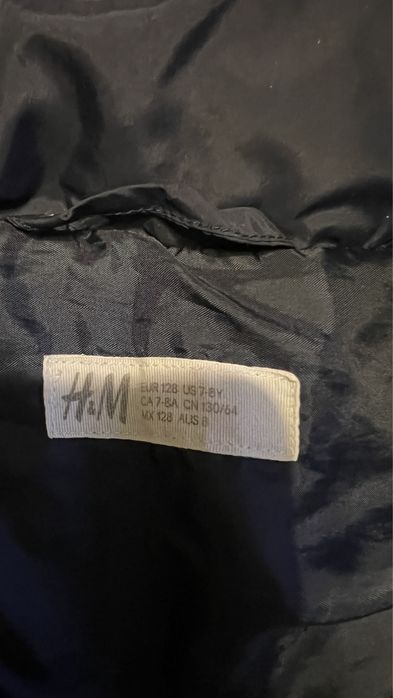 H&M
EUR 128 US 7-8Y
CA 7-8A CN 130/64
MX 128 AUS 8